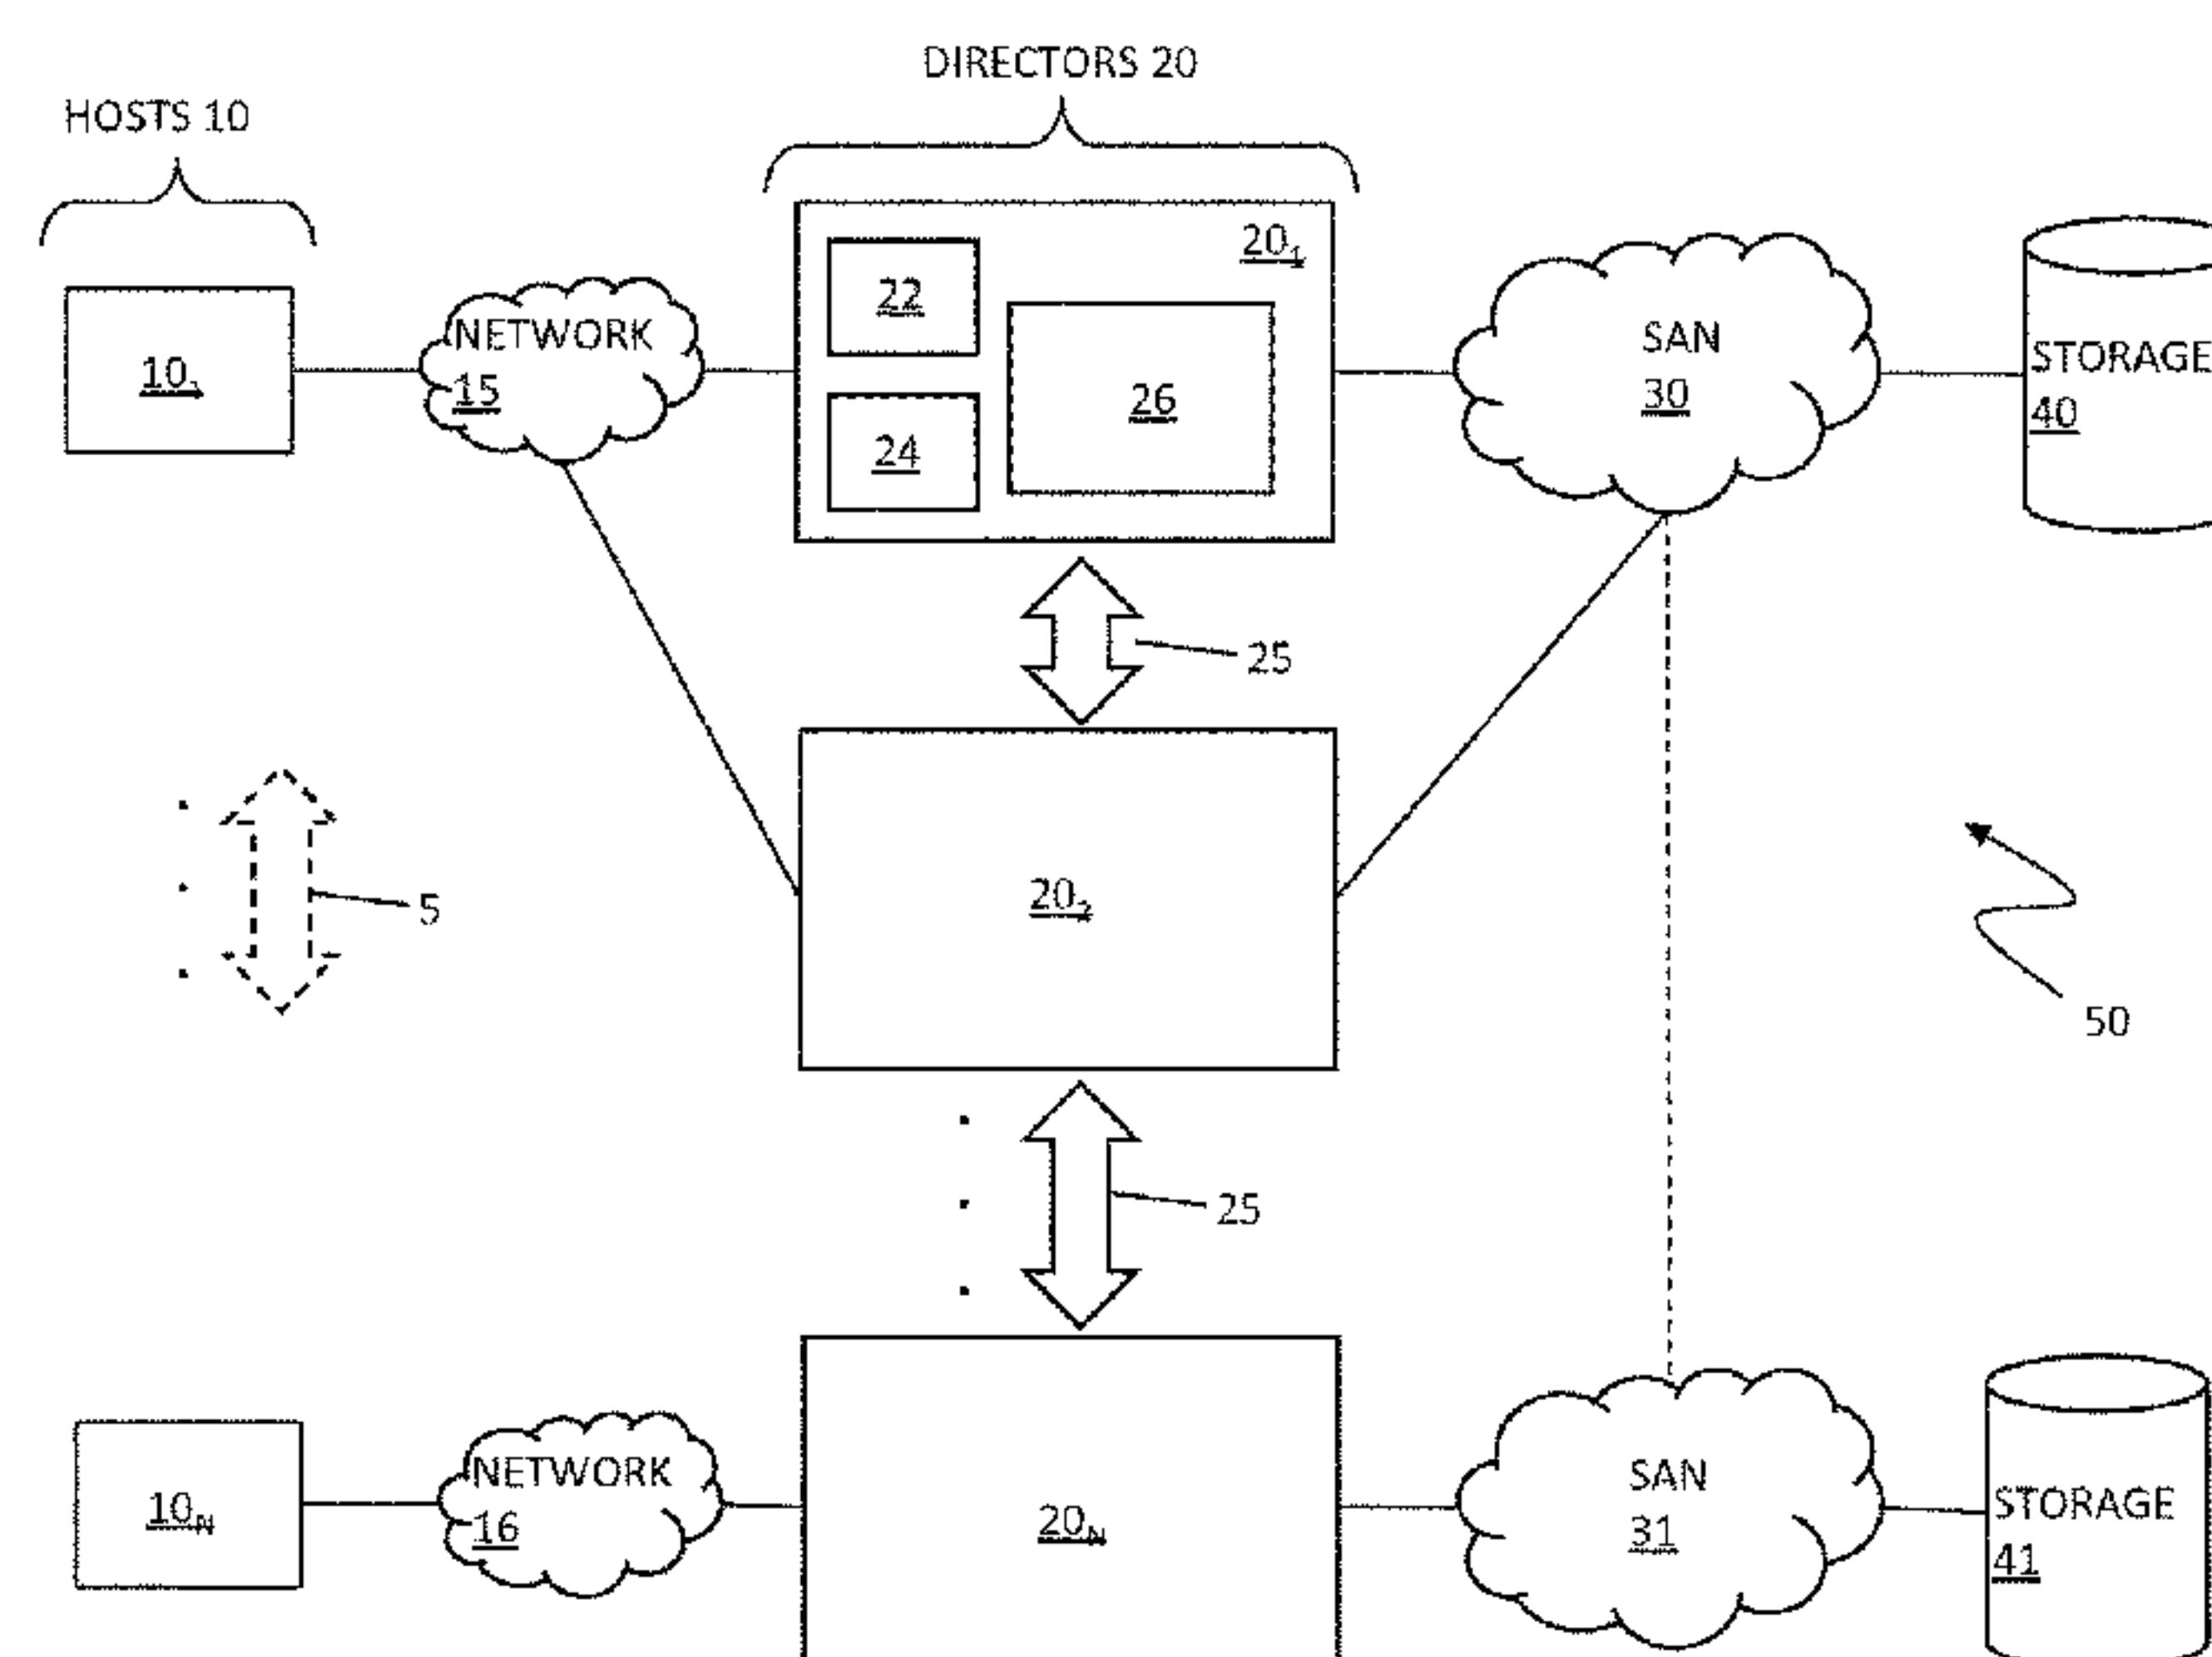 DIRECTORS 20
HOSTS 10
20₁
22
NETWORK
15
SAN
30
STORAGE
40
10₁
26
24
25
20₂
5
50
25
NETWORK
16
SAN
31
STORAGE
41
10N
20N